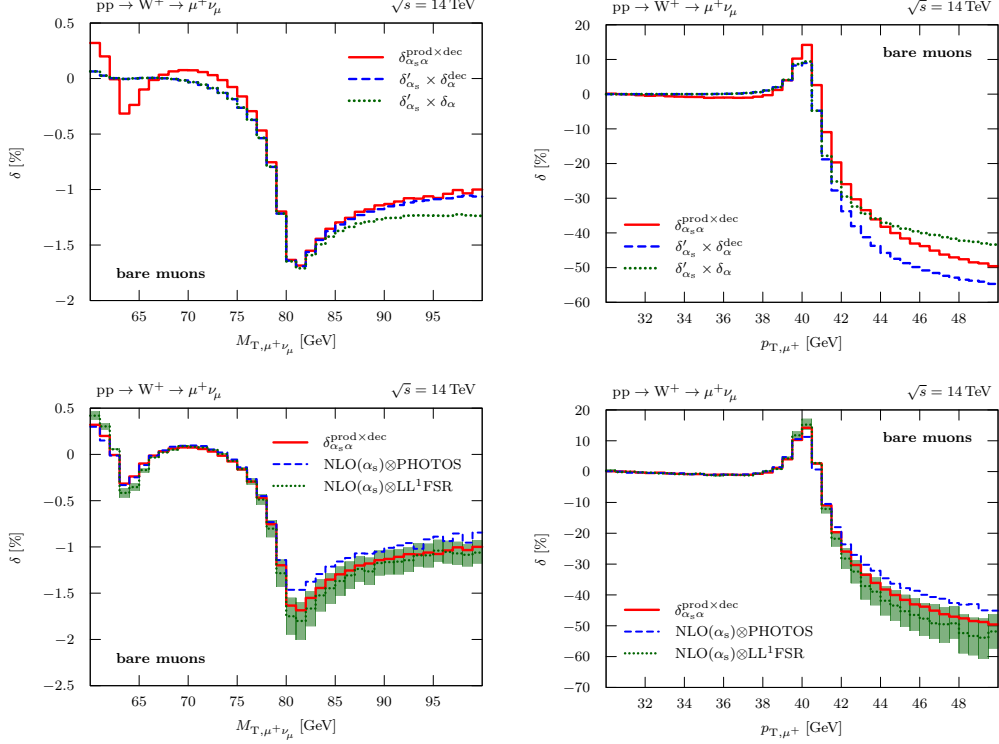 pp → W⁺ → μ⁺ν_μ √s = 14 TeV
bare muons
δ^{prod×dec}_{α_sα}
δ′_{α_s} × δ^{dec}_α
δ′_{α_s} × δ_α
δ [%]
0.5
0
−0.5
−1
−1.5
−2
65 70 75 80 85 90 95
M_{T,μ⁺ν_μ} [GeV]
pp → W⁺ → μ⁺ν_μ √s = 14 TeV
bare muons
δ^{prod×dec}_{α_sα}
δ′_{α_s} × δ^{dec}_α
δ′_{α_s} × δ_α
δ [%]
20
10
0
−10
−20
−30
−40
−50
−60
32 34 36 38 40 42 44 46 48
p_{T,μ⁺} [GeV]
pp → W⁺ → μ⁺ν_μ √s = 14 TeV
δ^{prod×dec}_{α_sα}
NLO(α_s)⊗PHOTOS
NLO(α_s)⊗LL¹FSR
bare muons
δ [%]
0.5
0
−0.5
−1
−1.5
−2
−2.5
65 70 75 80 85 90 95
M_{T,μ⁺ν_μ} [GeV]
pp → W⁺ → μ⁺ν_μ √s = 14 TeV
bare muons
δ^{prod×dec}_{α_sα}
NLO(α_s)⊗PHOTOS
NLO(α_s)⊗LL¹FSR
δ [%]
20
10
0
−10
−20
−30
−40
−50
−60
−70
32 34 36 38 40 42 44 46 48
p_{T,μ⁺} [GeV]